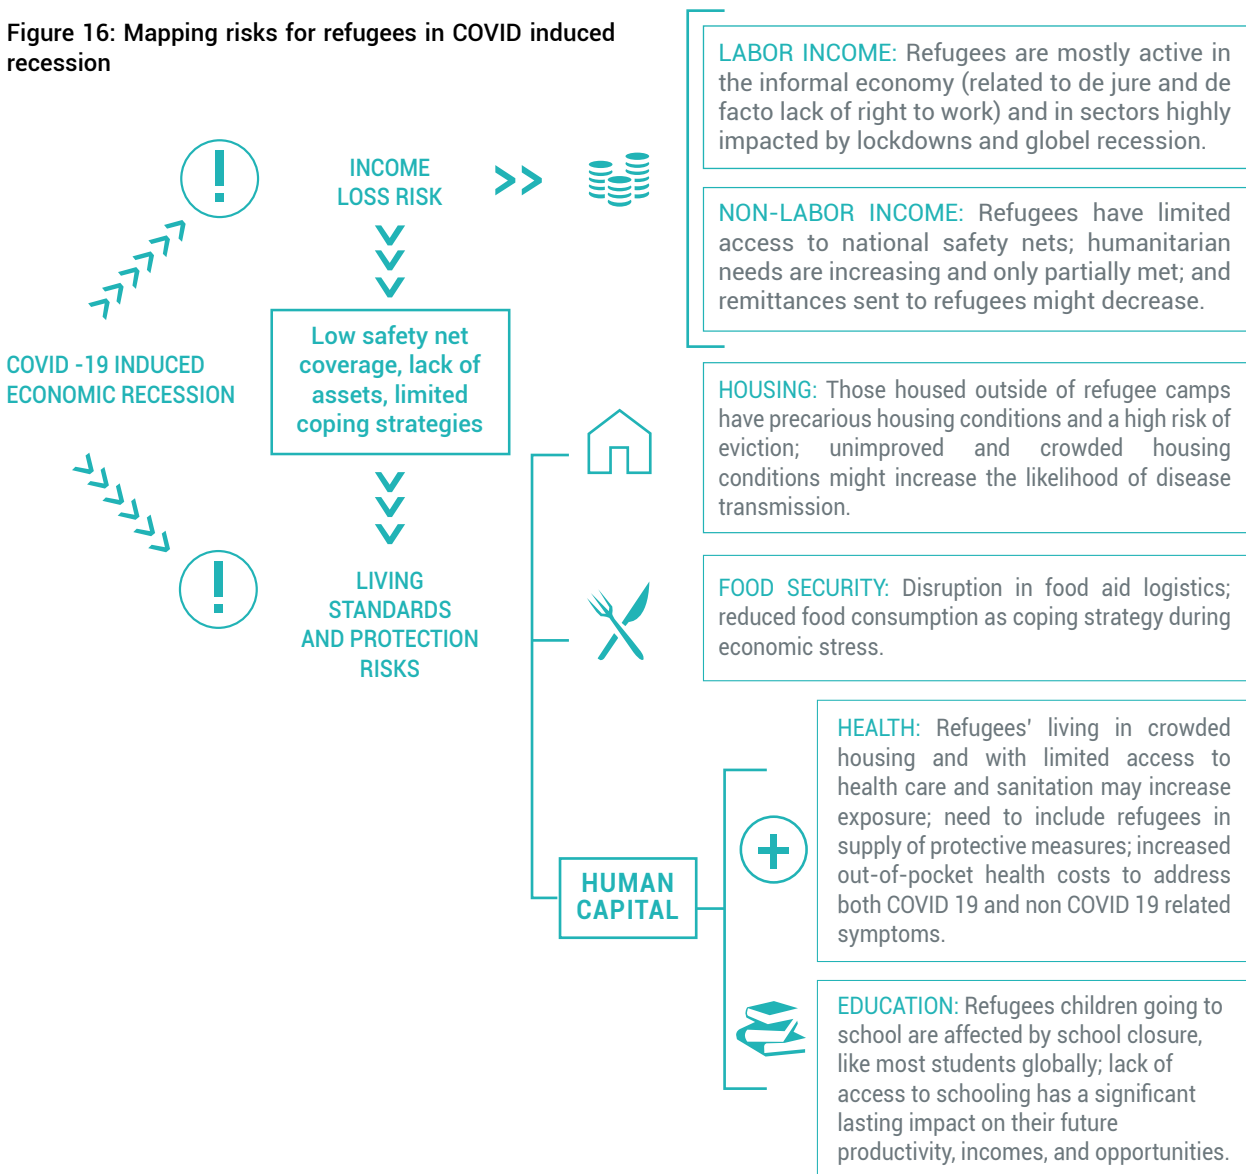 Figure 16: Mapping risks for refugees in COVID induced
recession
LABOR INCOME: Refugees are mostly active in
the informal economy (related to de jure and de
facto lack of right to work) and in sectors highly
impacted by lockdowns and global recession.
INCOME
LOSS RISK
NON-LABOR INCOME: Refugees have limited
access to national safety nets; humanitarian
needs are increasing and only partially met; and
remittances sent to refugees might decrease.
COVID -19 INDUCED
ECONOMIC RECESSION
Low safety net
coverage, lack of
assets, limited
coping strategies
HOUSING: Those housed outside of refugee camps
have precarious housing conditions and a high risk of
eviction; unimproved and crowded housing
conditions might increase the likelihood of disease
transmission.
LIVING
STANDARDS
AND PROTECTION
RISKS
FOOD SECURITY: Disruption in food aid logistics;
reduced food consumption as coping strategy during
economic stress.
HUMAN
CAPITAL
HEALTH: Refugees’ living in crowded
housing and with limited access to
health care and sanitation may increase
exposure; need to include refugees in
supply of protective measures; increased
out-of-pocket health costs to address
both COVID 19 and non COVID 19 related
symptoms.
EDUCATION: Refugees children going to
school are affected by school closure,
like most students globally; lack of
access to schooling has a significant
lasting impact on their future
productivity, incomes, and opportunities.